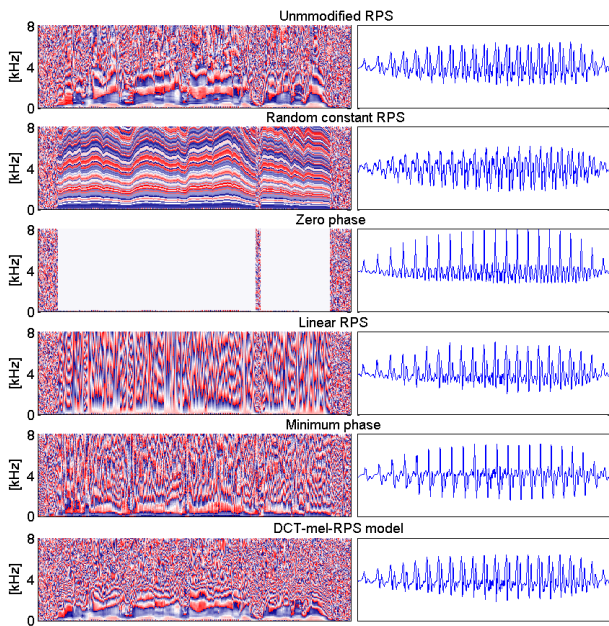 Unmmodified RPS
8
4
0
[kHz]
Random constant RPS
8
4
0
[kHz]
Zero phase
8
4
0
[kHz]
Linear RPS
8
4
0
[kHz]
Minimum phase
8
4
0
[kHz]
DCT-mel-RPS model
8
4
0
[kHz]